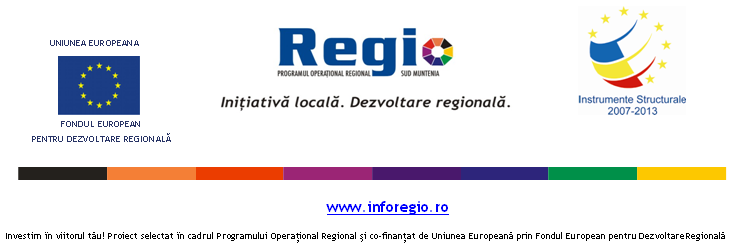 UNIUNEA EUROPEANA
FONDUL EUROPEAN
PENTRU DEZVOLTARE REGIONALĂ
Regio
PROGRAMUL OPERAȚIONAL REGIONAL SUD MUNTENIA
Inițiativă locală. Dezvoltare regională.
Instrumente Structurale
2007-2013
www.inforegio.ro
Investim în viitorul tău! Proiect selectat în cadrul Programului Operațional Regional și co-finanțat de Uniunea Europeană prin Fondul European pentru Dezvoltare Regională